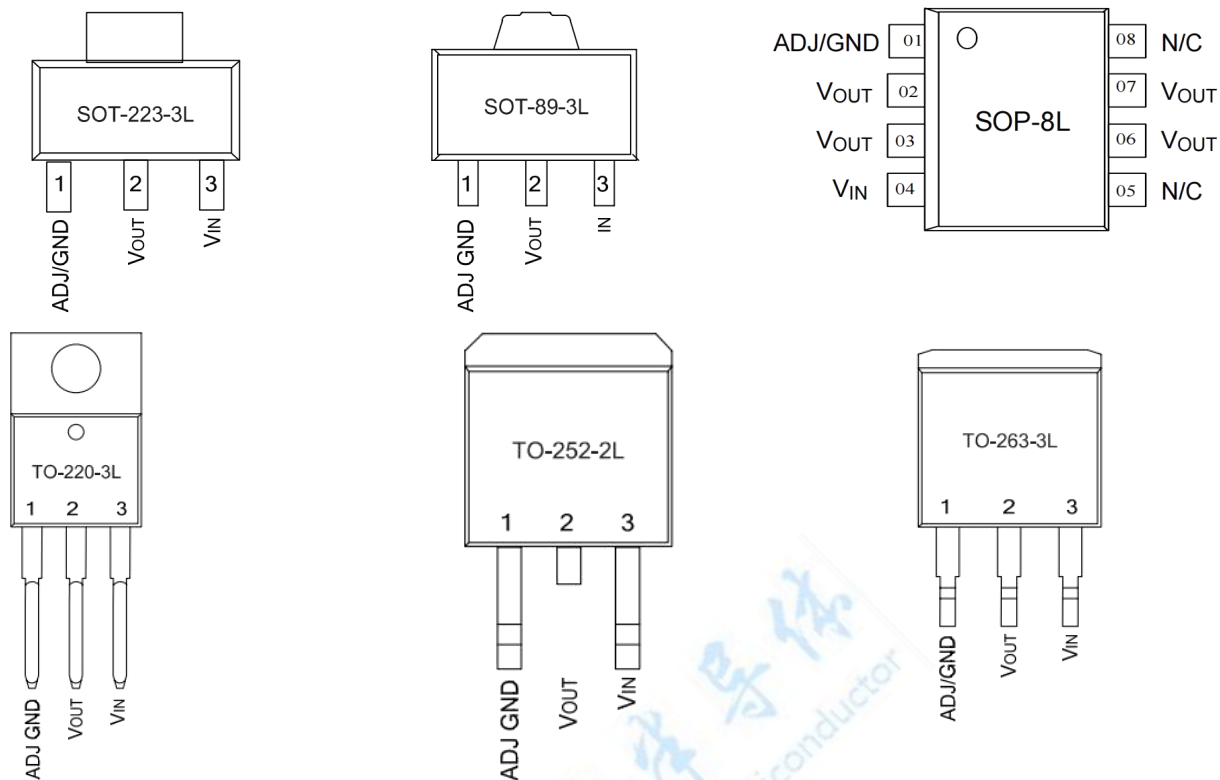 SOT-223-3L
1 2 3
ADJ/GND
VOUT
VIN
SOT-89-3L
1 2 3
ADJ GND
VOUT
IN
ADJ/GND 01
VOUT 02
VOUT 03
VIN 04
SOP-8L
08 N/C
07 VOUT
06 VOUT
05 N/C
TO-220-3L
1 2 3
ADJ GND
VOUT
VIN
TO-252-2L
1 2 3
ADJ GND
VOUT
VIN
TO-263-3L
1 2 3
ADJ/GND
VOUT
VIN
半导体